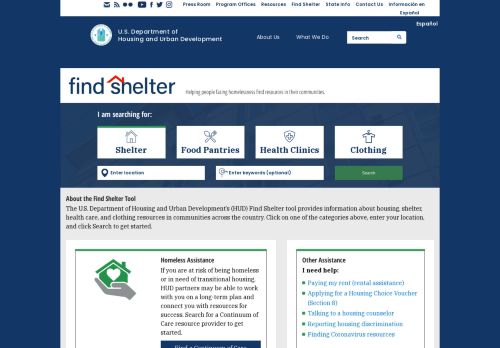 Press Room Program Offices Resources Find Shelter State Info Contact Us Información en Español
Español
U.S. Department of
Housing and Urban Development
About Us What We Do Search
find shelter
Helping people facing homelessness find resources in their communities.
I am searching for:
Shelter Food Pantries Health Clinics Clothing
Enter location Enter keywords (optional) Search
About the Find Shelter Tool
The U.S. Department of Housing and Urban Development's (HUD) Find Shelter tool provides information about housing, shelter,
health care, and clothing resources in communities across the country. Click on one of the categories above, enter your location,
and click Search to get started.
Homeless Assistance
If you are at risk of being homeless
or in need of transitional housing,
HUD partners may be able to work
with you on a long-term plan and
connect you with resources for
success. Search for a Continuum of
Care resource provider to get
started.
Find a Continuum of Care
Other Assistance
I need help:
Paying my rent (rental assistance)
Applying for a Housing Choice Voucher
(Section 8)
Talking to a housing counselor
Reporting housing discrimination
Finding Coronavirus resources